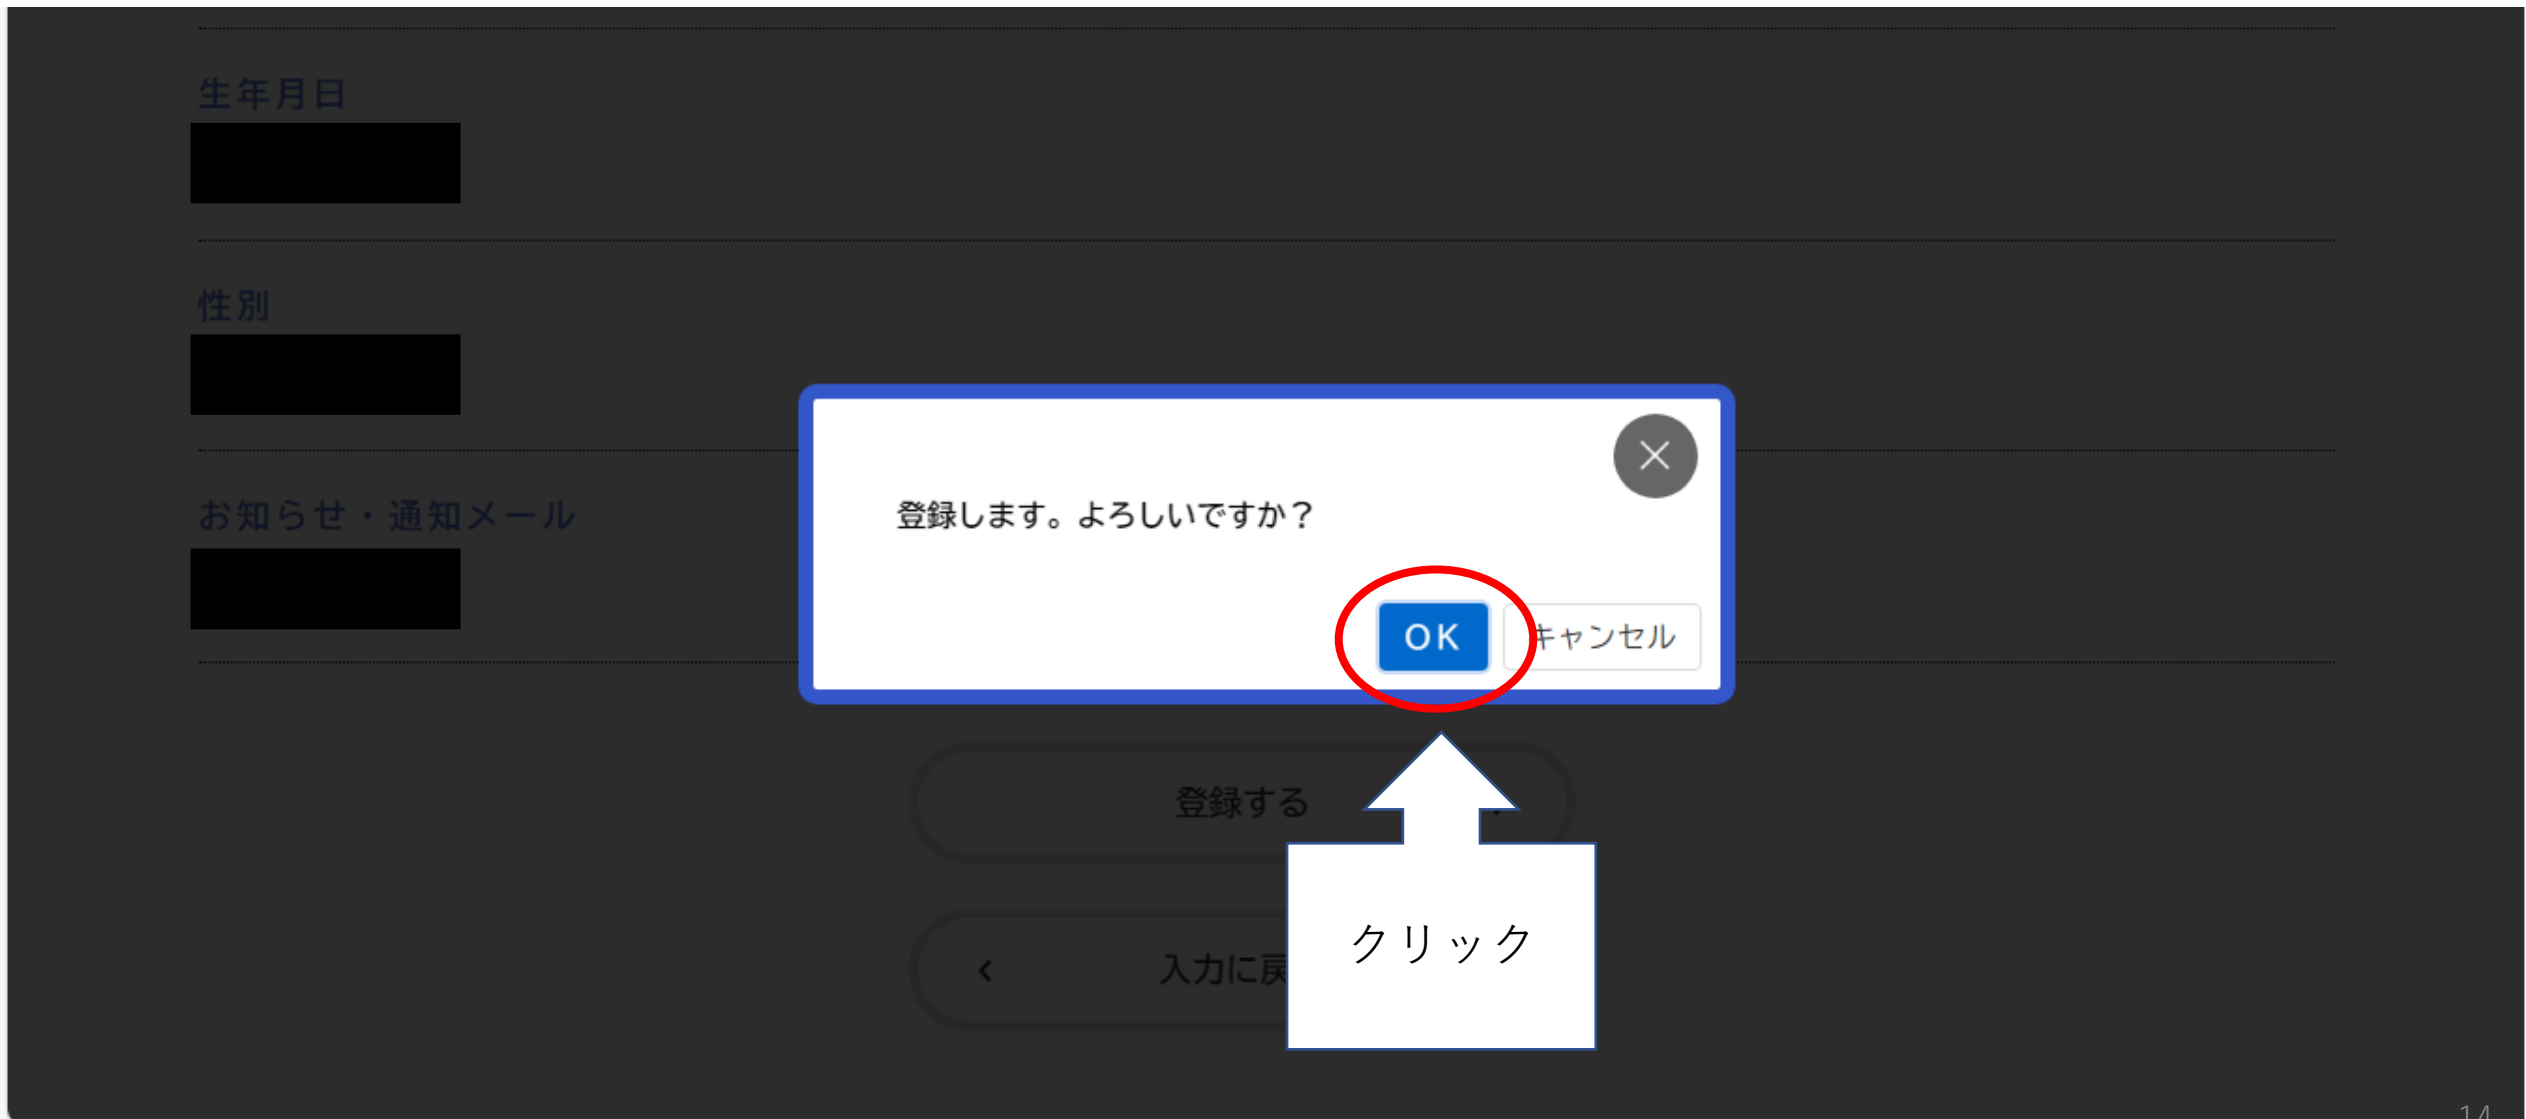 生年月日
性別
お知らせ・通知メール
登録します。よろしいですか？
OK
キャンセル
登録する
入力に戻
クリック
14